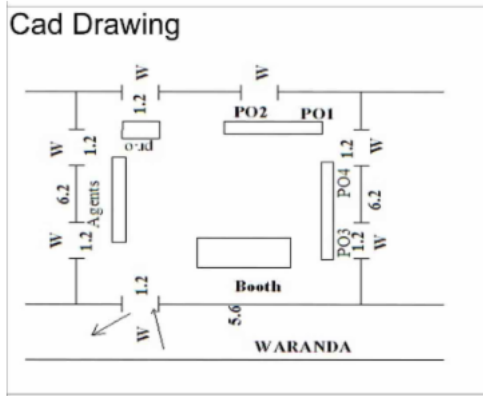 Cad Drawing
W
W
1.2
PO2
PO1
pr.o
W
1.2
1.2
W
6.2
Agents
PO4
6.2
W
1.2
PO3
1.2
W
1.2
Booth
5.6
W
WARANDA